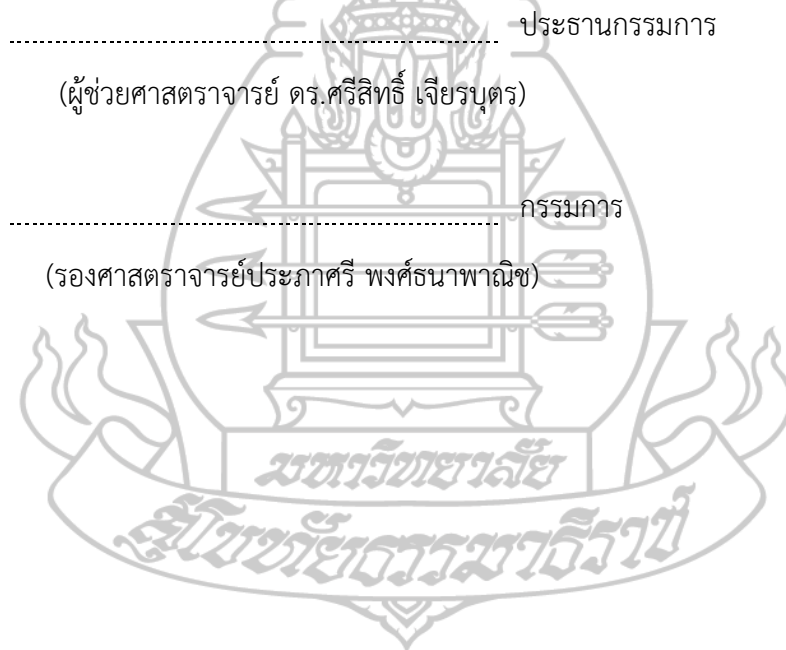 ประธานกรรมการ
(ผู้ช่วยศาสตราจารย์ ดร.ศรีสิทธิ์ เจียรบุตร)
กรรมการ
(รองศาสตราจารย์ประภาศรี พงศ์ธนาพาณิช)
มหาวิทยาลัย
สุโขทัยธรรมาธิราช